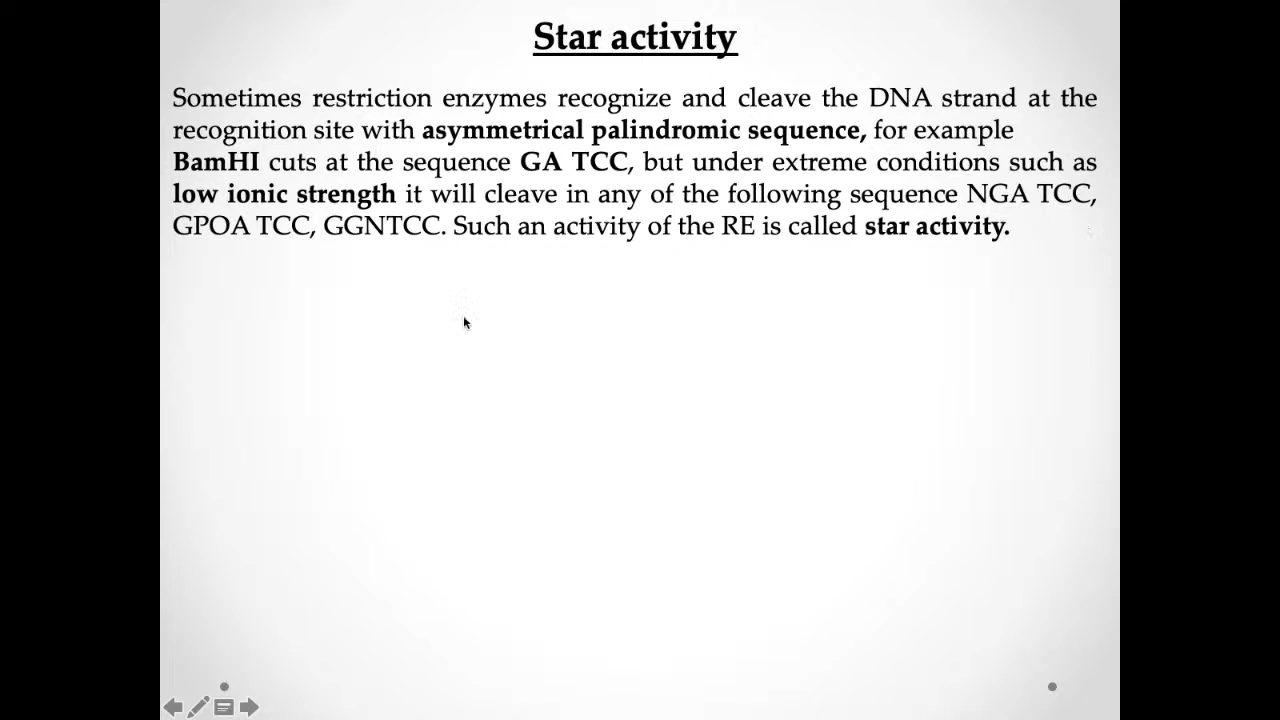 Star activity
Sometimes restriction enzymes recognize and cleave the DNA strand at the
recognition site with asymmetrical palindromic sequence, for example
BamHI cuts at the sequence GA TCC, but under extreme conditions such as
low ionic strength it will cleave in any of the following sequence NGA TCC,
GPOA TCC, GGNTCC. Such an activity of the RE is called star activity.